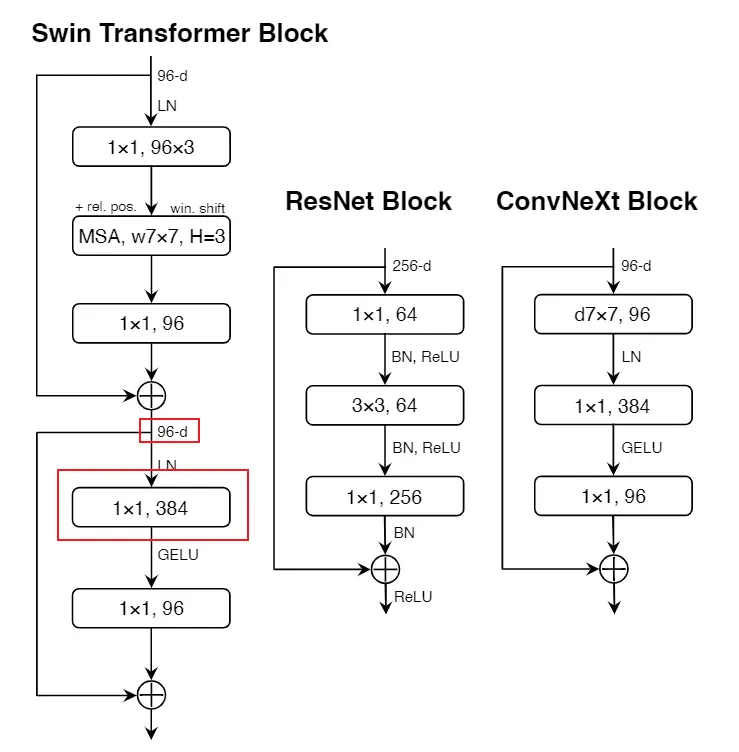 Swin Transformer Block
96-d
LN
1×1, 96×3
+ rel. pos.
win. shift
MSA, w7×7, H=3
1×1, 96
96-d
LN
1×1, 384
GELU
1×1, 96
ResNet Block
256-d
1×1, 64
BN, ReLU
3×3, 64
BN, ReLU
1×1, 256
BN
ReLU
ConvNeXt Block
96-d
d7×7, 96
LN
1×1, 384
GELU
1×1, 96